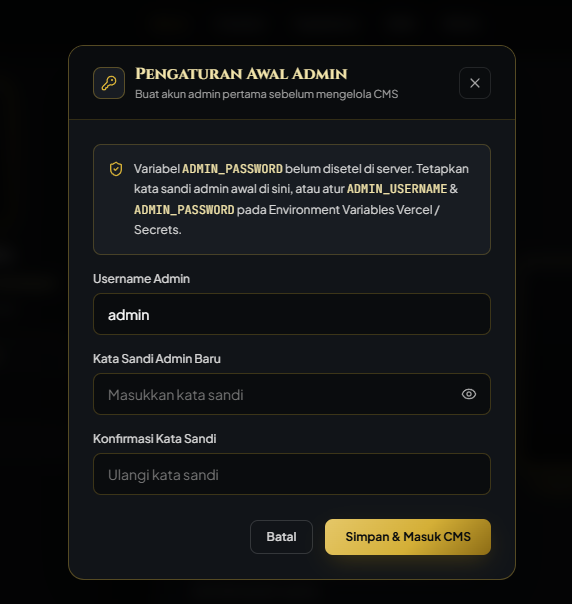 Pengaturan Awal Admin
Buat akun admin pertama sebelum mengelola CMS
Variabel ADMIN_PASSWORD belum disetel di server. Tetapkan
kata sandi admin awal di sini, atau atur ADMIN_USERNAME &
ADMIN_PASSWORD pada Environment Variables Vercel /
Secrets.
Username Admin
admin
Kata Sandi Admin Baru
Masukkan kata sandi
Konfirmasi Kata Sandi
Ulangi kata sandi
Batal
Simpan & Masuk CMS